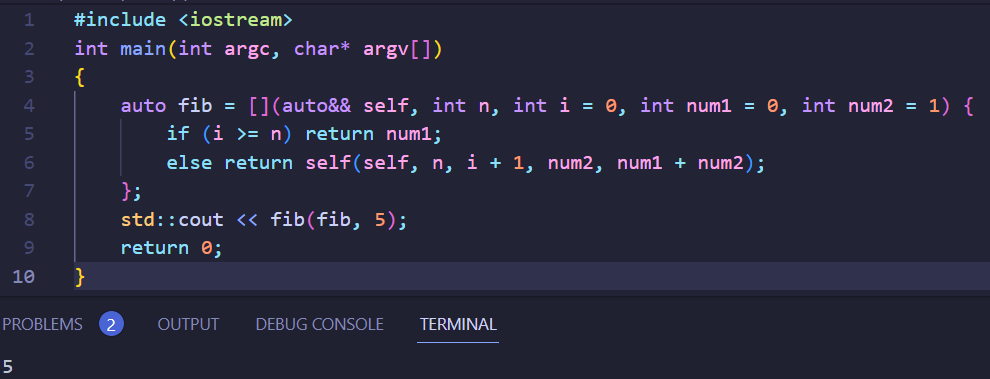 1 #include <iostream>
2 int main(int argc, char* argv[])
3 {
4     auto fib = [](auto&& self, int n, int i = 0, int num1 = 0, int num2 = 1) {
5         if (i >= n) return num1;
6         else return self(self, n, i + 1, num2, num1 + num2);
7     };
8     std::cout << fib(fib, 5);
9     return 0;
10 }
PROBLEMS 2 OUTPUT DEBUG CONSOLE TERMINAL
5